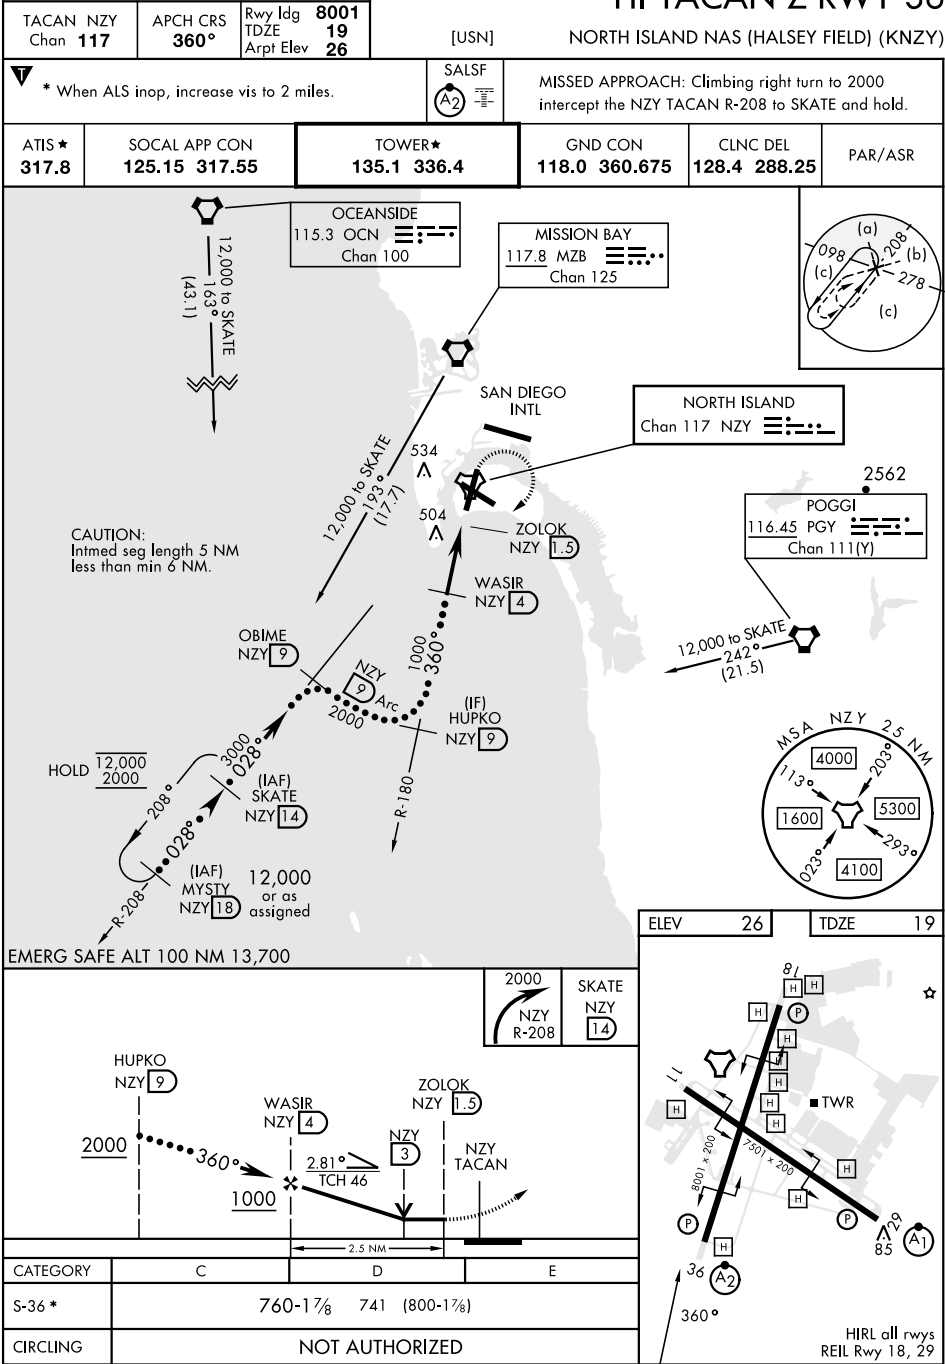 HI-TACAN Z RWY 36
TACAN NZY
Chan 117
APCH CRS
360°
Rwy ldg 8001
TDZE 19
Arpt Elev 26
[USN]
NORTH ISLAND NAS (HALSEY FIELD) (KNZY)
T
* When ALS inop, increase vis to 2 miles.
SALSF
A2
MISSED APPROACH: Climbing right turn to 2000
intercept the NZY TACAN R-208 to SKATE and hold.
ATIS★
317.8
SOCAL APP CON
125.15 317.55
TOWER★
135.1 336.4
GND CON
118.0 360.675
CLNC DEL
128.4 288.25
PAR/ASR
OCEANSIDE
115.3 OCN
Chan 100
12,000 to SKATE
163°
(43.1)
MISSION BAY
117.8 MZB
Chan 125
(a)
098
208
(b)
(c)
278
(c)
SAN DIEGO
INTL
NORTH ISLAND
Chan 117 NZY
534
12,000 to SKATE
193°
(17.7)
504
2562
POGGI
116.45 PGY
Chan 111(Y)
CAUTION:
Intmed seg length 5 NM
less than min 6 NM.
ZOLOK
NZY 1.5
WASIR
NZY 4
OBIME
NZY 9
12,000 to SKATE
242°
(21.5)
1000
360°
NZY
9 Arc
2000
(IF)
HUPKO
NZY 9
HOLD 12,000
2000
3000
028°
208°
(IAF)
SKATE
NZY 14
R-180
028°
(IAF)
MYSTY
NZY 18
12,000
or as
assigned
R-208
MSA NZY 25 NM
4000
113°
203°
1600
5300
023°
293°
4100
EMERG SAFE ALT 100 NM 13,700
ELEV 26
TDZE 19
2000
NZY
R-208
SKATE
NZY
14
HUPKO
NZY 9
WASIR
NZY 4
ZOLOK
NZY 1.5
2000
360°
1000
2.81°
TCH 46
NZY
3
NZY
TACAN
2.5 NM
18
H
H
H
P
H
H
11
H
H
H
TWR
H
8001 x 200
7501 x 200
H
H
P
P
29
85
A1
H
36
A2
360°
HIRL all rwys
REIL Rwy 18, 29
CATEGORY C D E
S-36 * 760-1⅞ 741 (800-1⅞)
CIRCLING NOT AUTHORIZED